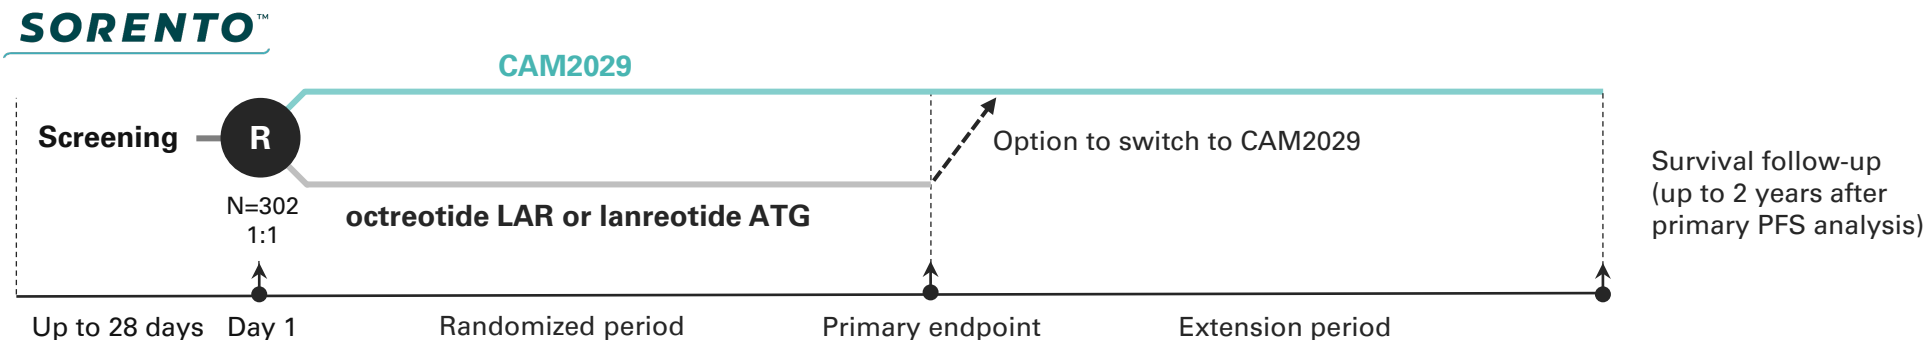 SORENTO™
CAM2029
Screening
R
Option to switch to CAM2029
N=302
1:1
octreotide LAR or lanreotide ATG
Survival follow-up
(up to 2 years after
primary PFS analysis)
Up to 28 days
Day 1
Randomized period
Primary endpoint
Extension period